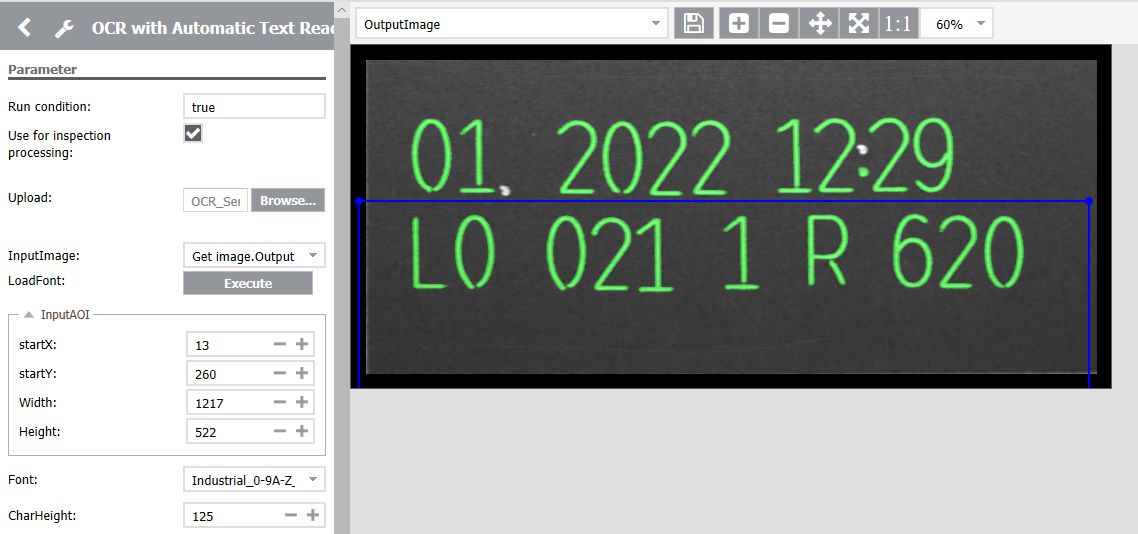 OCR with Automatic Text Read
Parameter
Run condition: true
Use for inspection processing:
Upload: OCR_Ser Browse...
InputImage: Get image.Output
LoadFont: Execute
InputAOI
startX: 13
startY: 260
Width: 1217
Height: 522
Font: Industrial_0-9A-Z_
CharHeight: 125
OutputImage 1:1 60%
01. 2022 12:29
L0 021 1 R 620